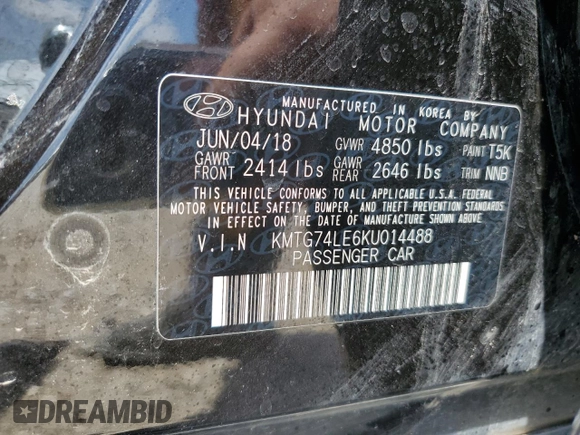 MANUFACTURED IN KOREA BY
HYUNDAI MOTOR COMPANY
JUN/04/18 GVWR 4850 lbs PAINT T5K
GAWR FRONT 2414 lbs GAWR REAR 2646 lbs TRIM NNB
THIS VEHICLE CONFORMS TO ALL APPLICABLE U.S.A. FEDERAL
MOTOR VEHICLE SAFETY, BUMPER, AND THEFT PREVENTION STANDARDS
IN EFFECT ON THE DATE OF MANUFACTURE SHOWN ABOVE.
V.I.N KMTG74LE6KU014488
PASSENGER CAR
DREAMBID